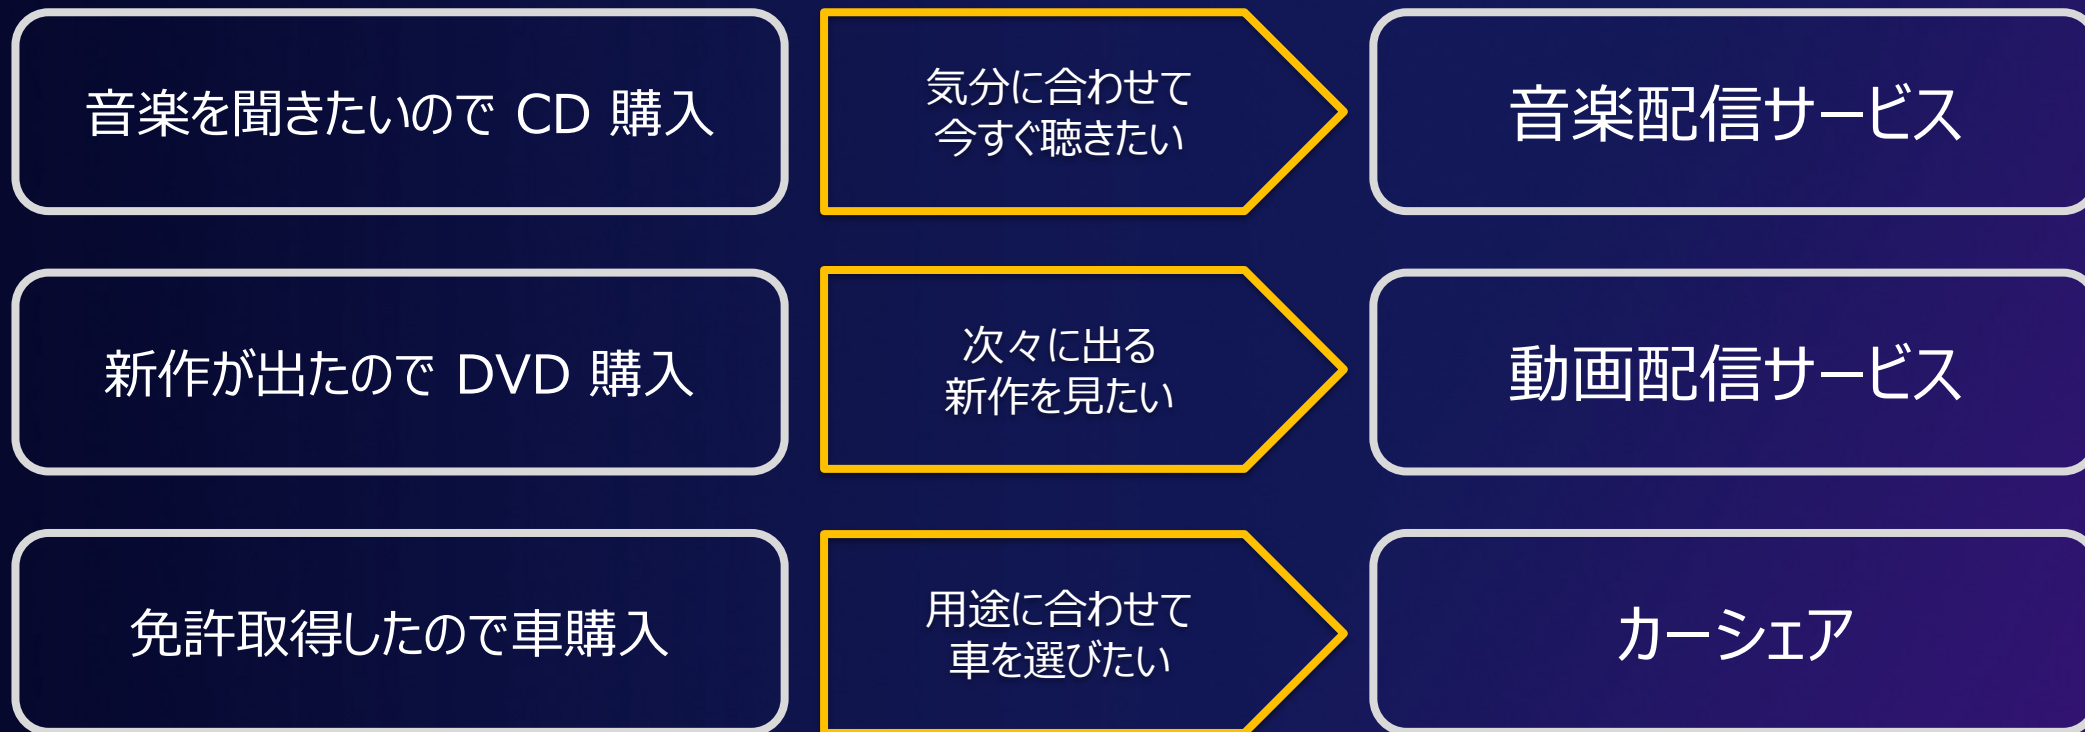 音楽を聞きたいので CD 購入
気分に合わせて
今すぐ聴きたい
音楽配信サービス
新作が出たので DVD 購入
次々に出る
新作を見たい
動画配信サービス
免許取得したので車購入
用途に合わせて
車を選びたい
カーシェア